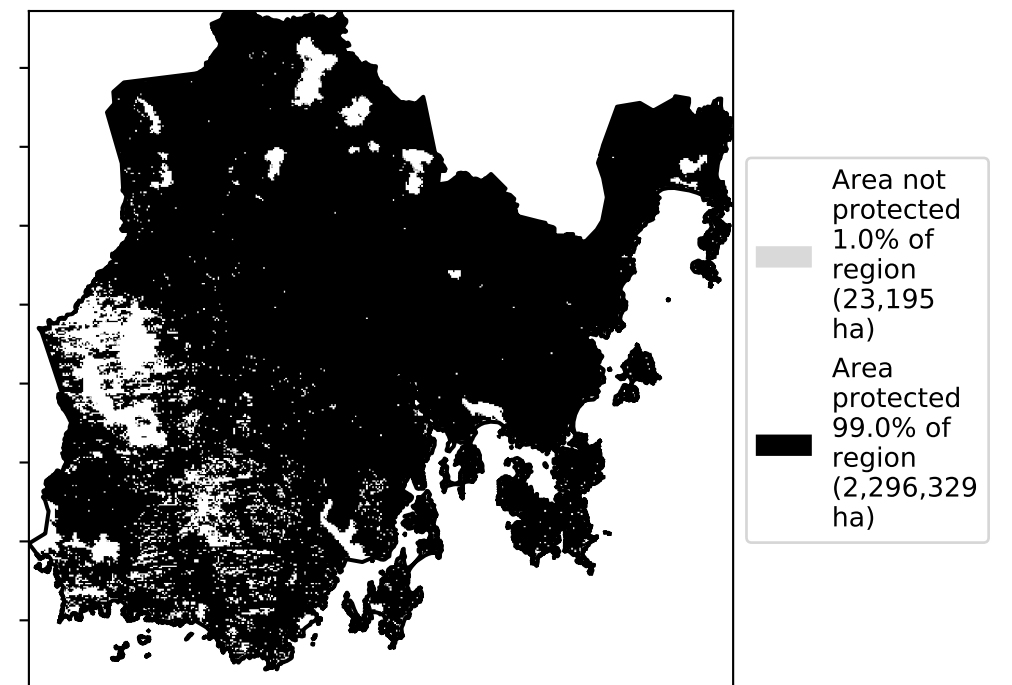 Area not
protected
1.0% of
region
(23,195
ha)
Area
protected
99.0% of
region
(2,296,329
ha)